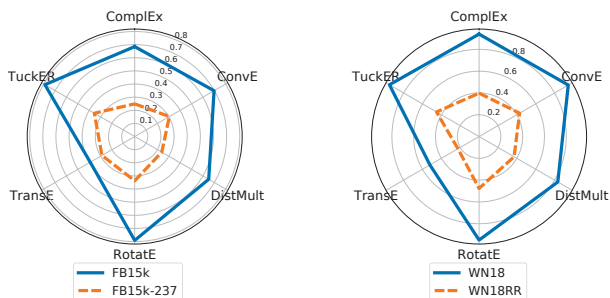 ComplEx
0.8
0.7
0.6
0.5
0.4
0.3
0.2
0.1
TuckER
ConvE
TransE
DistMult
RotatE
FB15k
FB15k-237
ComplEx
0.8
0.6
0.4
0.2
TuckER
ConvE
TransE
DistMult
RotatE
WN18
WN18RR